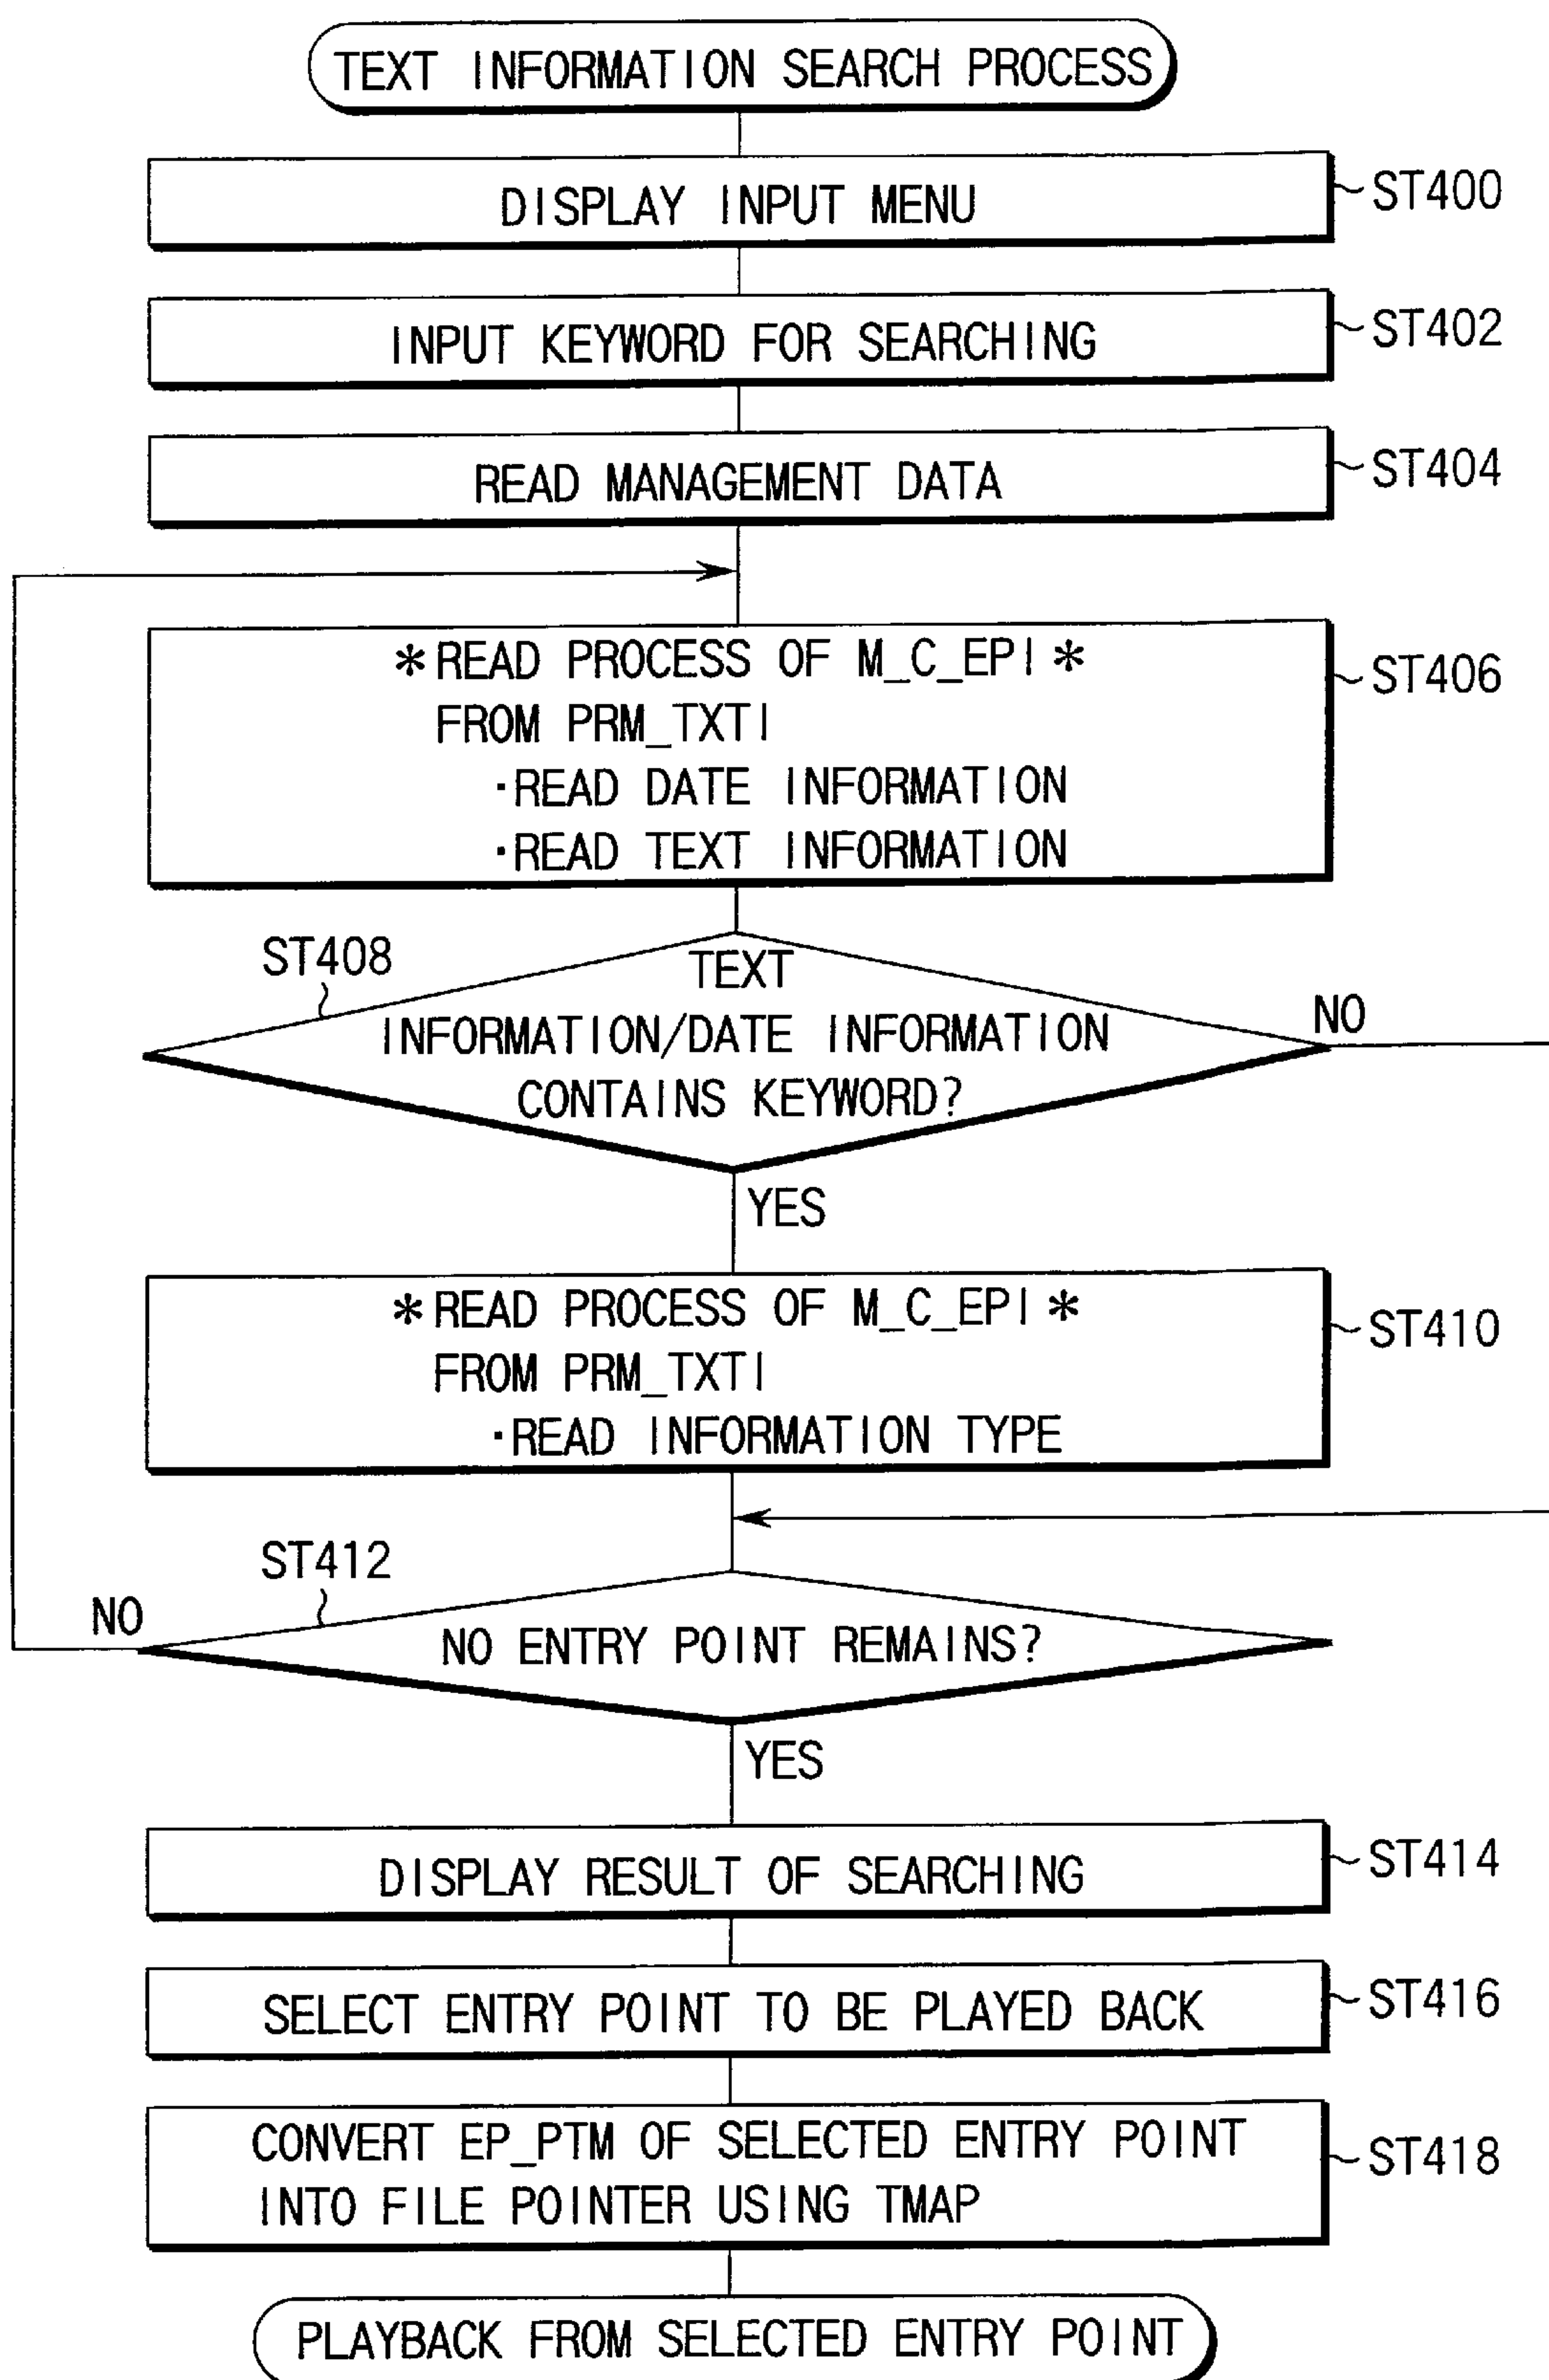 TEXT INFORMATION SEARCH PROCESS
DISPLAY INPUT MENU
ST400
INPUT KEYWORD FOR SEARCHING
ST402
READ MANAGEMENT DATA
ST404
*READ PROCESS OF M_C_EPI*
FROM PRM_TXTI
·READ DATE INFORMATION
·READ TEXT INFORMATION
ST406
ST408
TEXT
INFORMATION/DATE INFORMATION
CONTAINS KEYWORD?
NO
YES
*READ PROCESS OF M_C_EPI*
FROM PRM_TXTI
·READ INFORMATION TYPE
ST410
ST412
NO
NO ENTRY POINT REMAINS?
YES
DISPLAY RESULT OF SEARCHING
ST414
SELECT ENTRY POINT TO BE PLAYED BACK
ST416
CONVERT EP_PTM OF SELECTED ENTRY POINT
INTO FILE POINTER USING TMAP
ST418
PLAYBACK FROM SELECTED ENTRY POINT